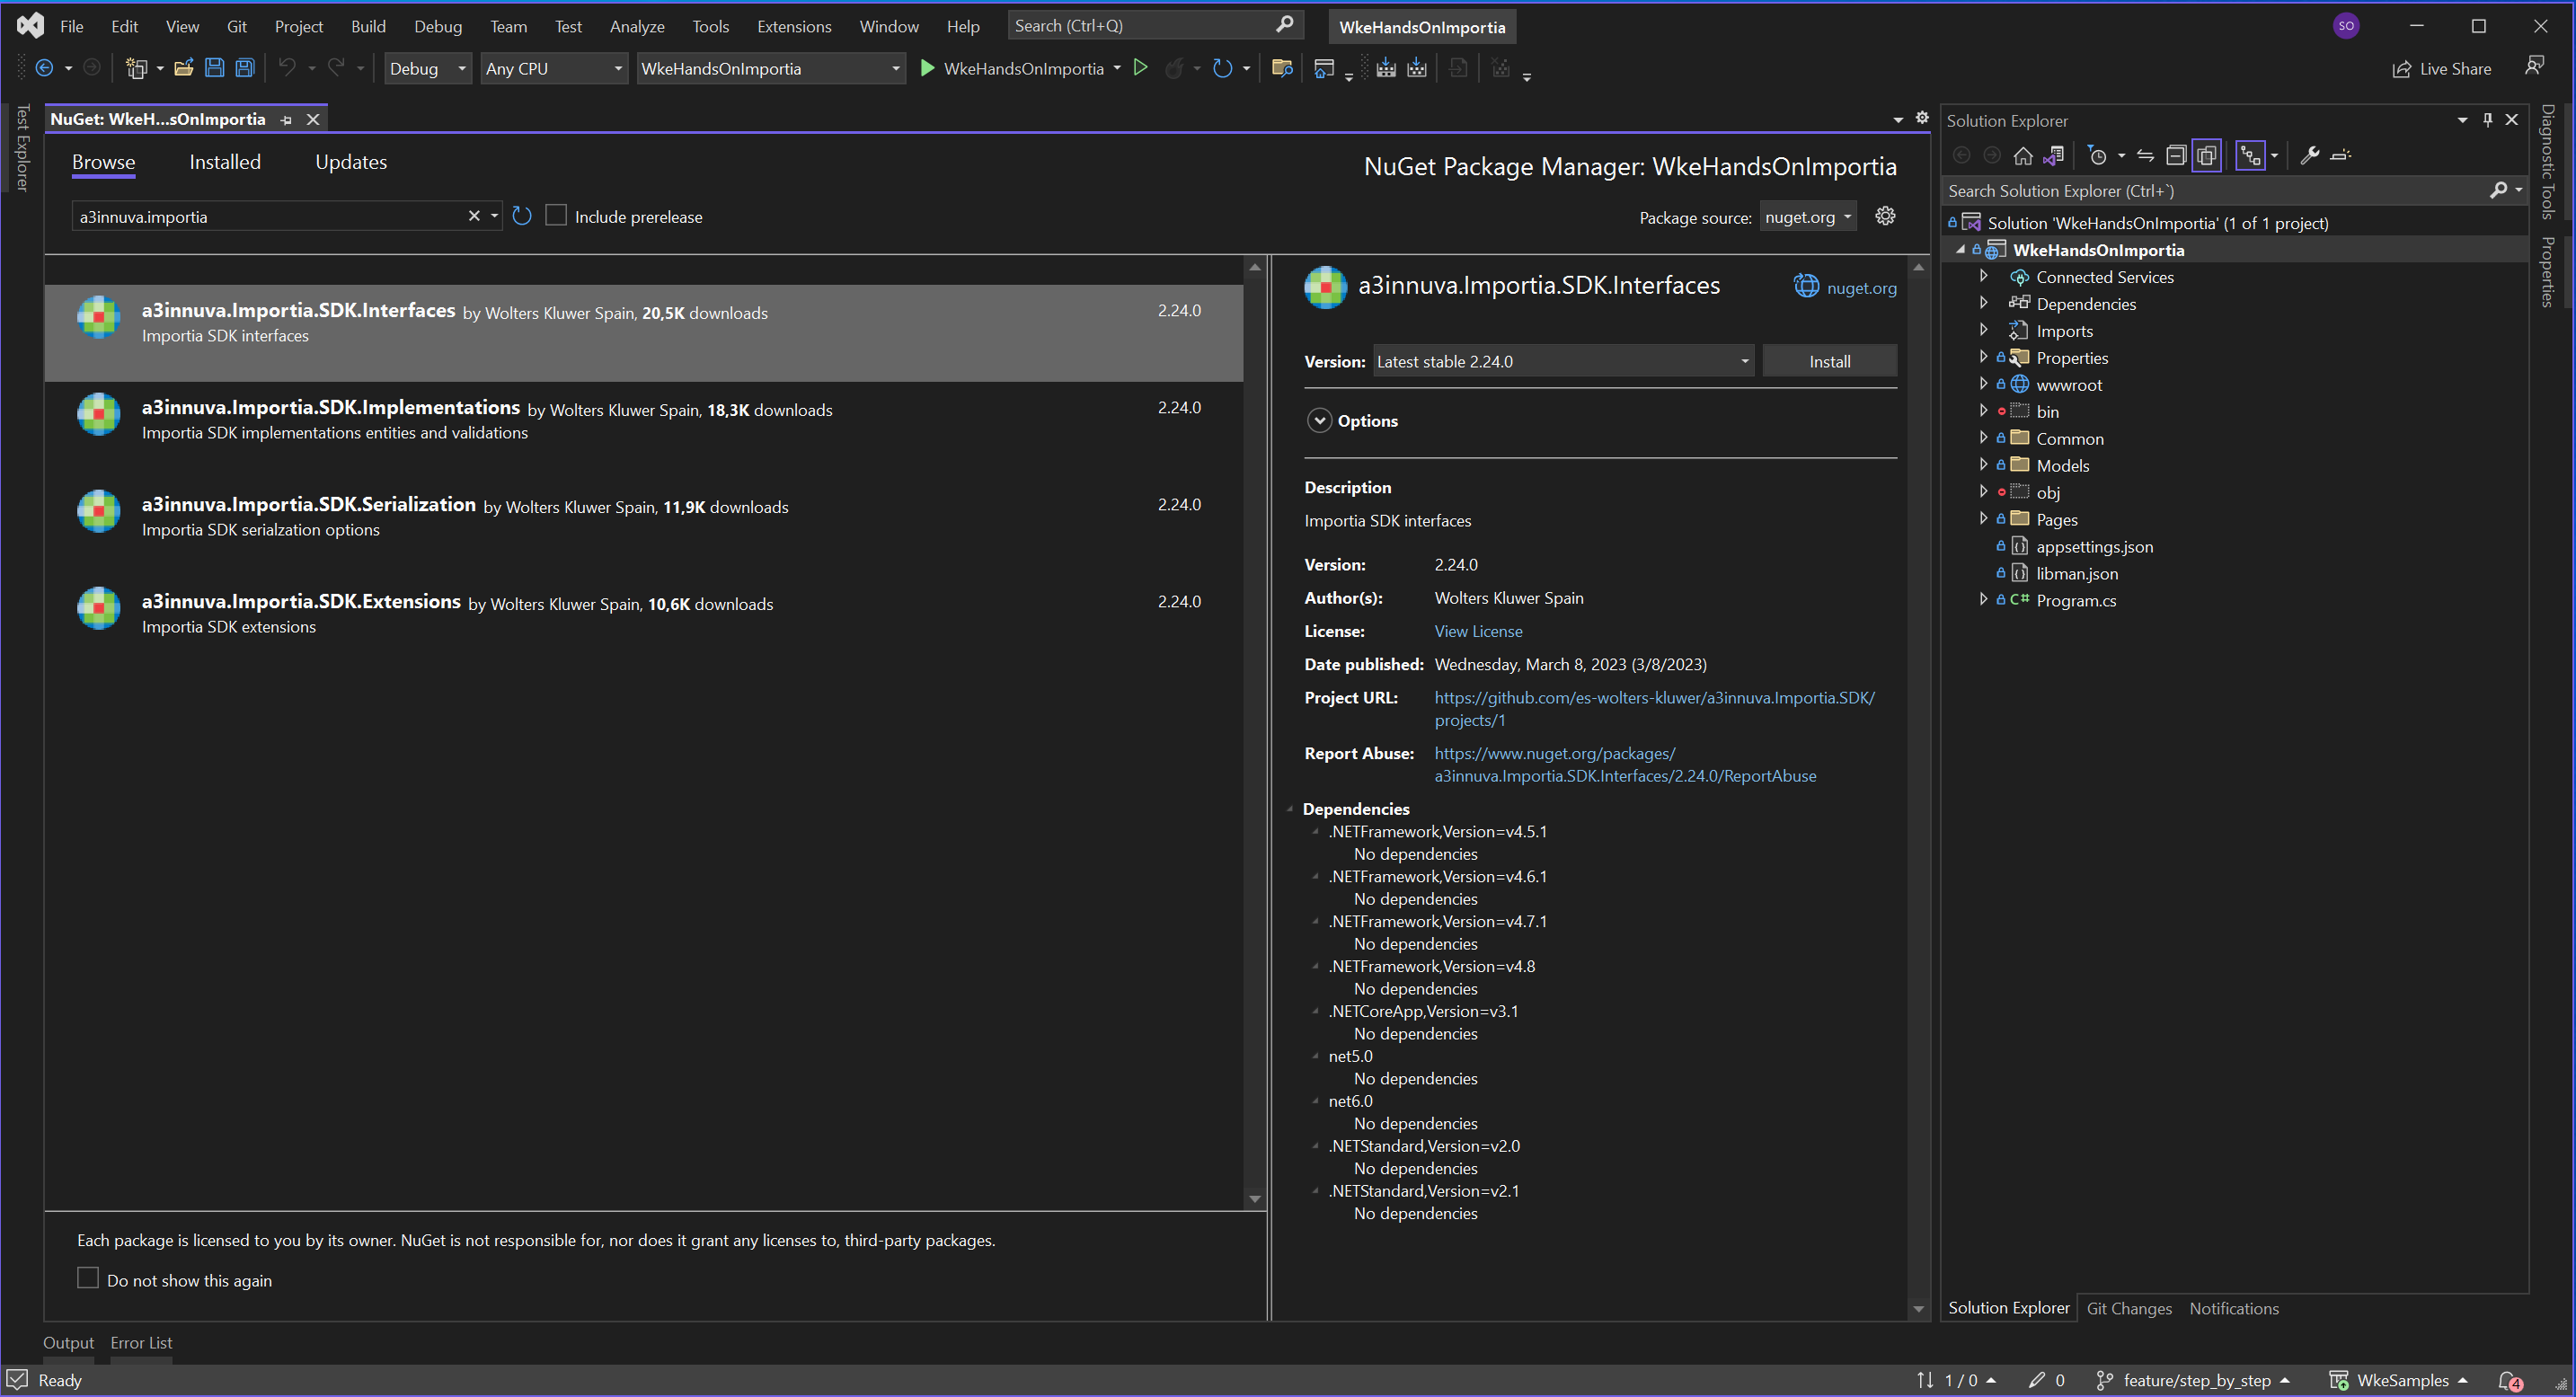 File Edit View Git Project Build Debug Team Test Analyze Tools Extensions Window Help Search (Ctrl+Q) WkeHandsOnImportia SO
Debug Any CPU WkeHandsOnImportia WkeHandsOnImportia Live Share
Test Explorer
NuGet: WkeH...sOnImportia
Browse Installed Updates
NuGet Package Manager: WkeHandsOnImportia
a3innuva.importia Include prerelease
Package source: nuget.org
a3innuva.Importia.SDK.Interfaces by Wolters Kluwer Spain, 20,5K downloads 2.24.0
Importia SDK interfaces
a3innuva.Importia.SDK.Implementations by Wolters Kluwer Spain, 18,3K downloads 2.24.0
Importia SDK implementations entities and validations
a3innuva.Importia.SDK.Serialization by Wolters Kluwer Spain, 11,9K downloads 2.24.0
Importia SDK serialzation options
a3innuva.Importia.SDK.Extensions by Wolters Kluwer Spain, 10,6K downloads 2.24.0
Importia SDK extensions
Each package is licensed to you by its owner. NuGet is not responsible for, nor does it grant any licenses to, third-party packages.
Do not show this again
a3innuva.Importia.SDK.Interfaces nuget.org
Version: Latest stable 2.24.0 Install
Options
Description
Importia SDK interfaces
Version: 2.24.0
Author(s): Wolters Kluwer Spain
License: View License
Date published: Wednesday, March 8, 2023 (3/8/2023)
Project URL: https://github.com/es-wolters-kluwer/a3innuva.Importia.SDK/
projects/1
Report Abuse: https://www.nuget.org/packages/
a3innuva.Importia.SDK.Interfaces/2.24.0/ReportAbuse
Dependencies
.NETFramework,Version=v4.5.1
No dependencies
.NETFramework,Version=v4.6.1
No dependencies
.NETFramework,Version=v4.7.1
No dependencies
.NETFramework,Version=v4.8
No dependencies
.NETCoreApp,Version=v3.1
No dependencies
net5.0
No dependencies
net6.0
No dependencies
.NETStandard,Version=v2.0
No dependencies
.NETStandard,Version=v2.1
No dependencies
Solution Explorer
Search Solution Explorer (Ctrl+`)
Solution 'WkeHandsOnImportia' (1 of 1 project)
WkeHandsOnImportia
Connected Services
Dependencies
Imports
Properties
wwwroot
bin
Common
Models
obj
Pages
appsettings.json
libman.json
C# Program.cs
Solution Explorer Git Changes Notifications
Diagnostic Tools
Properties
Output Error List
Ready 1 / 0 0 feature/step_by_step WkeSamples 4